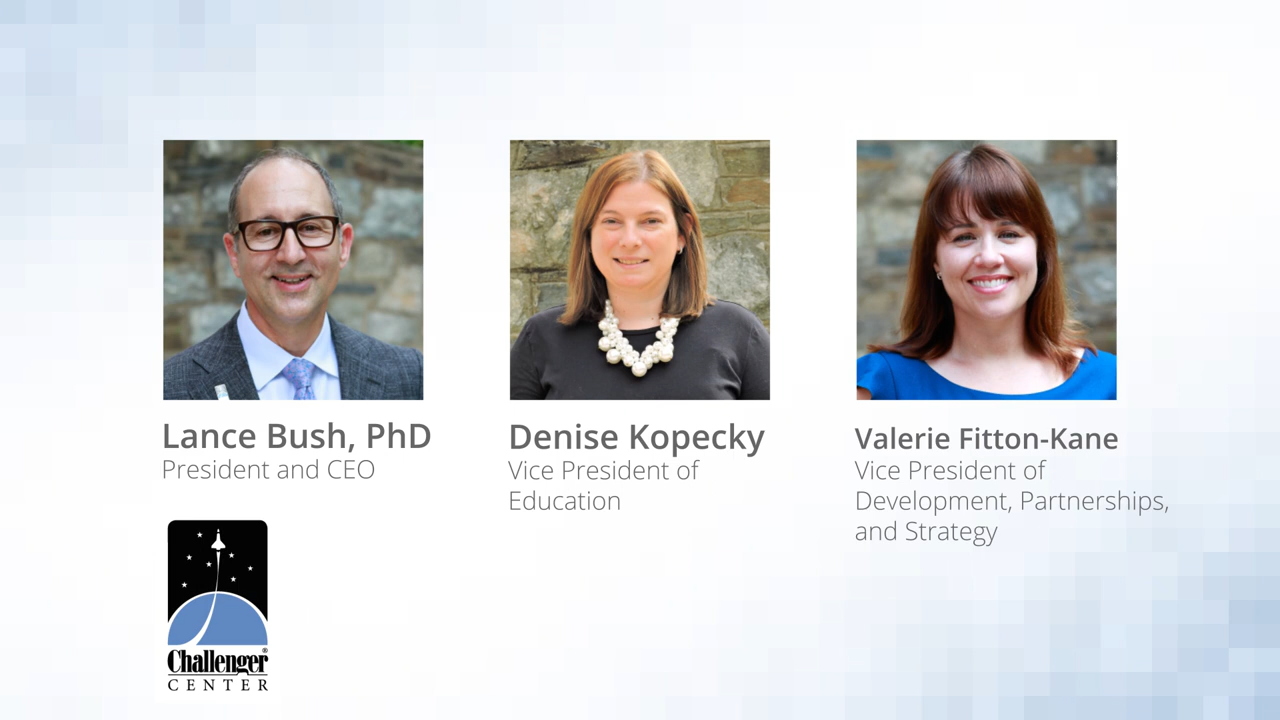 Lance Bush, PhD
President and CEO
Denise Kopecky
Vice President of
Education
Valerie Fitton-Kane
Vice President of
Development, Partnerships,
and Strategy
Challenger®
CENTER